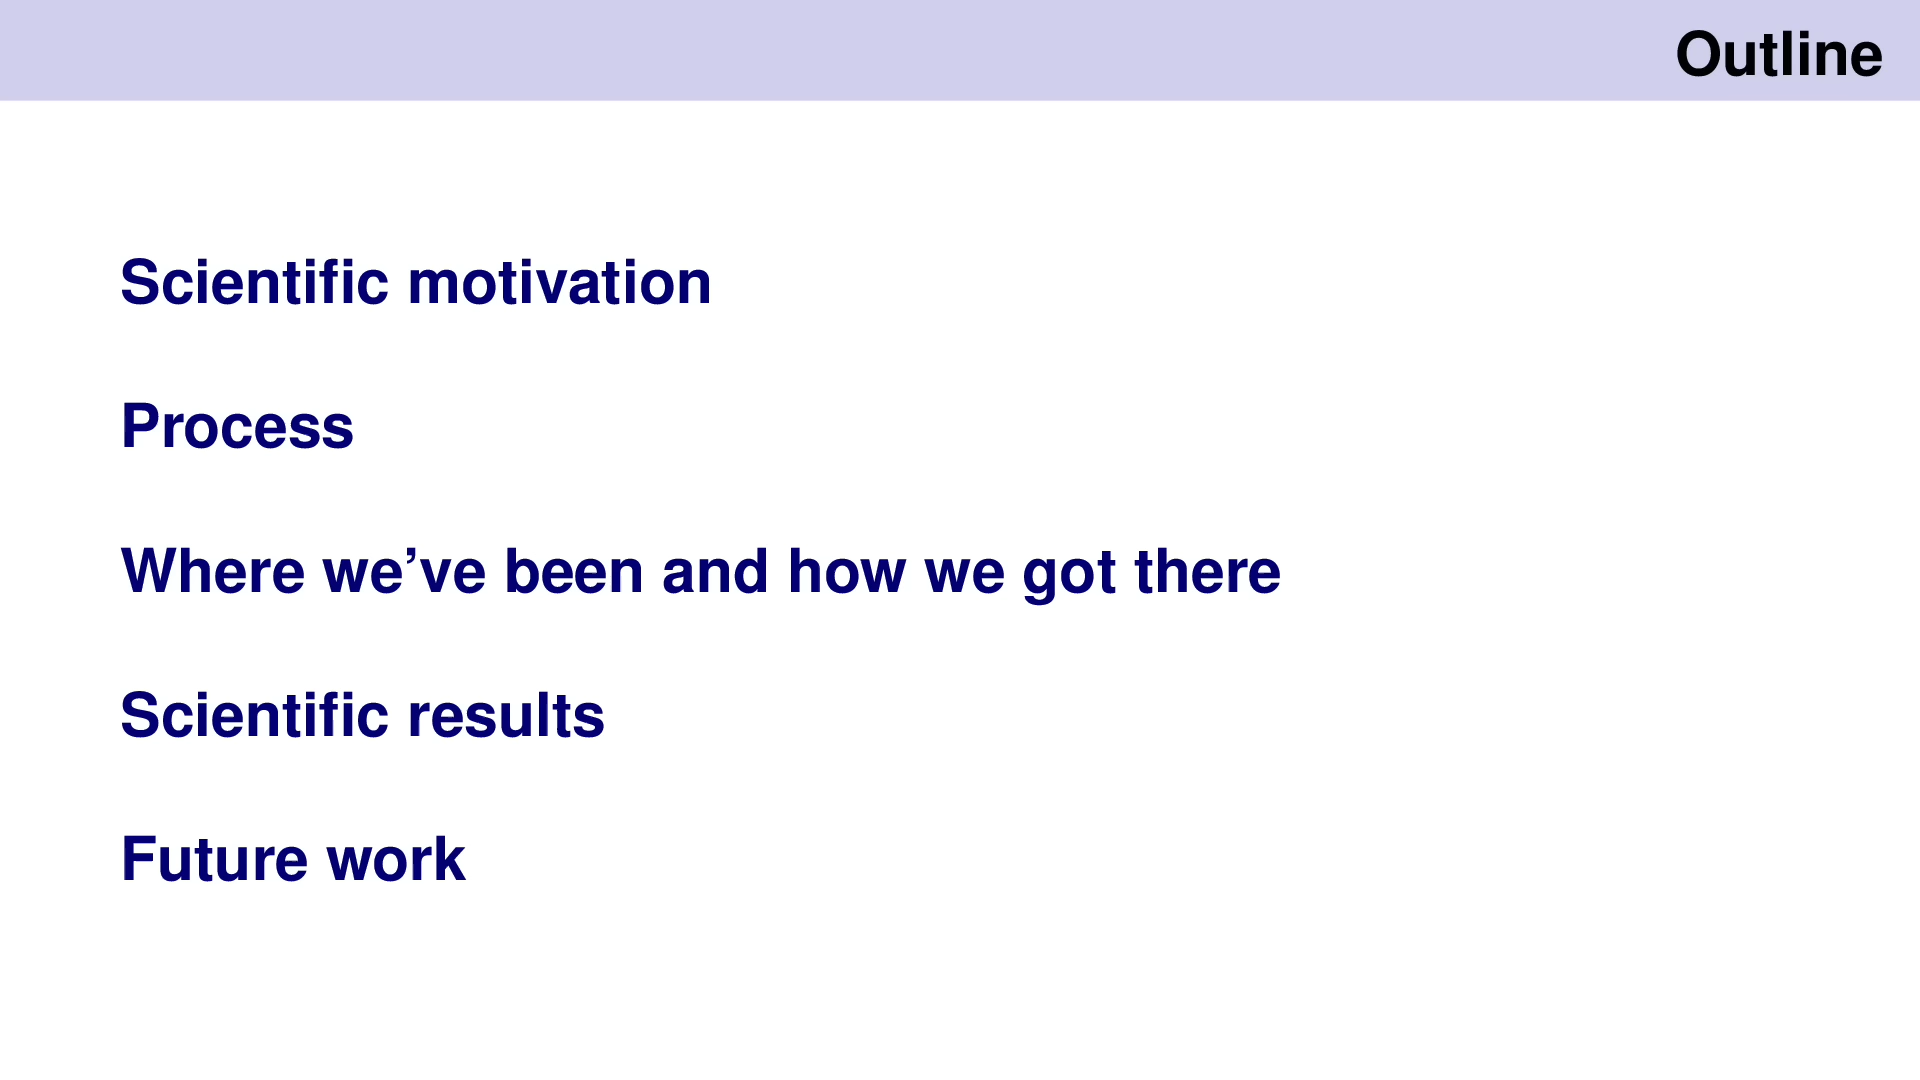 Outline
Scientific motivation
Process
Where we’ve been and how we got there
Scientific results
Future work